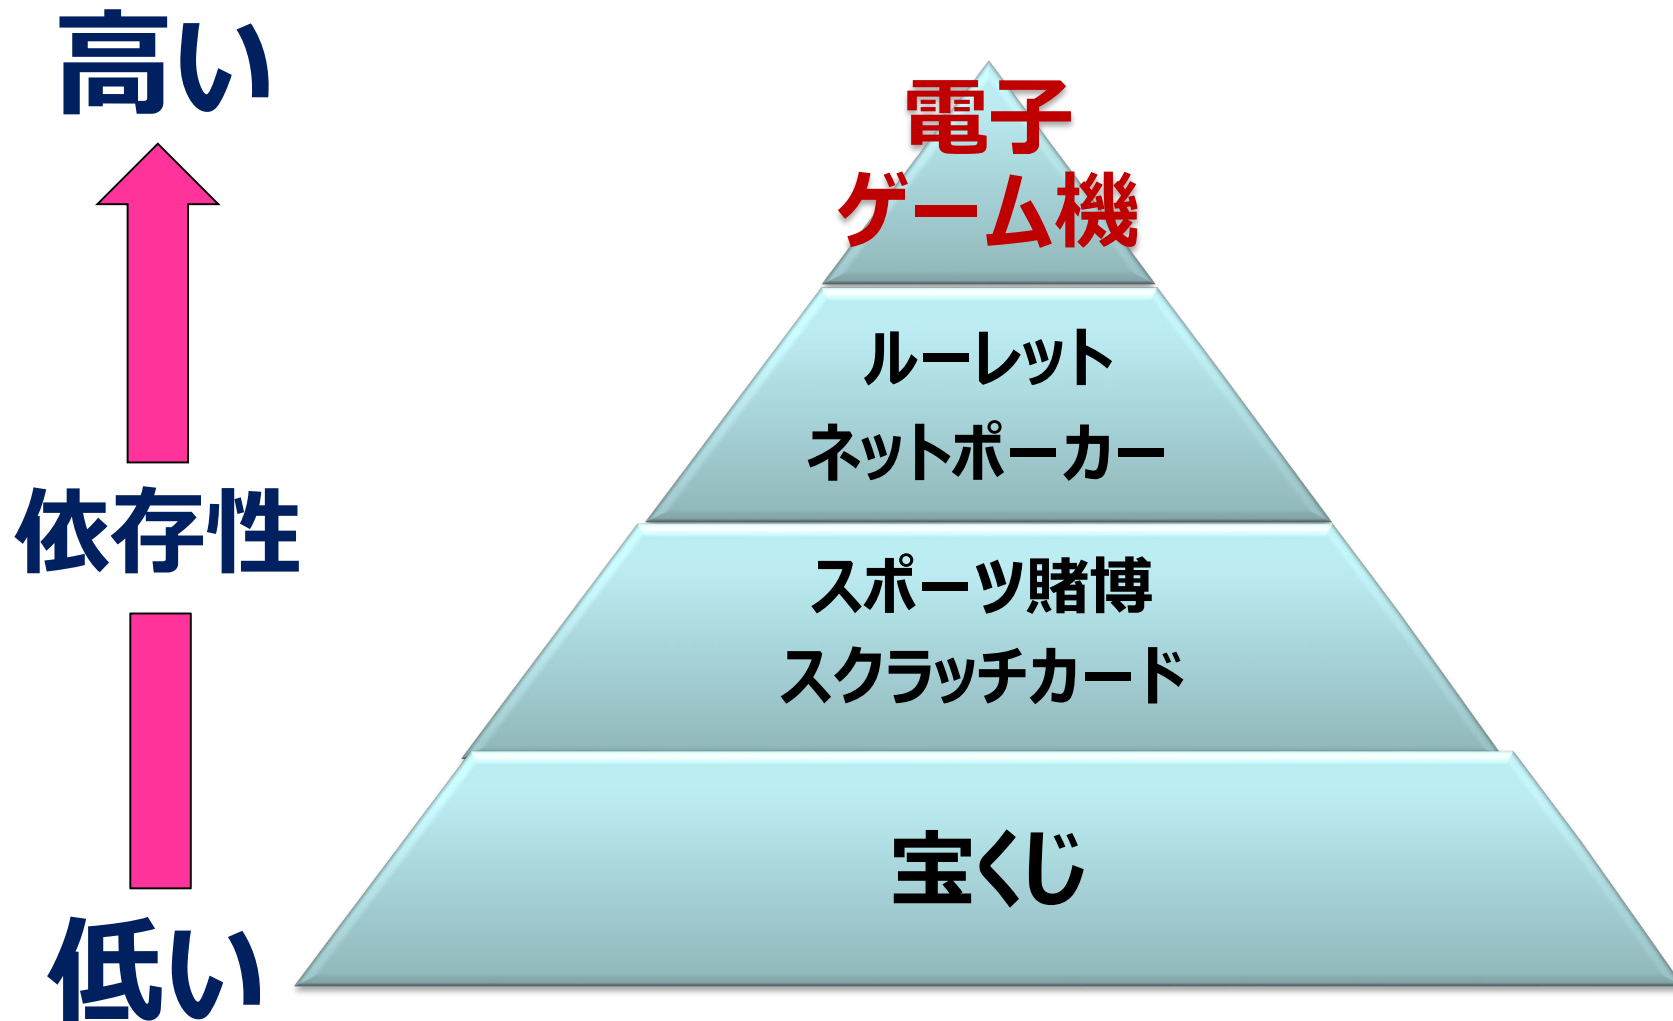 高い
依存性
低い
電子
ゲーム機
ルーレット
ネットポーカー
スポーツ賭博
スクラッチカード
宝くじ